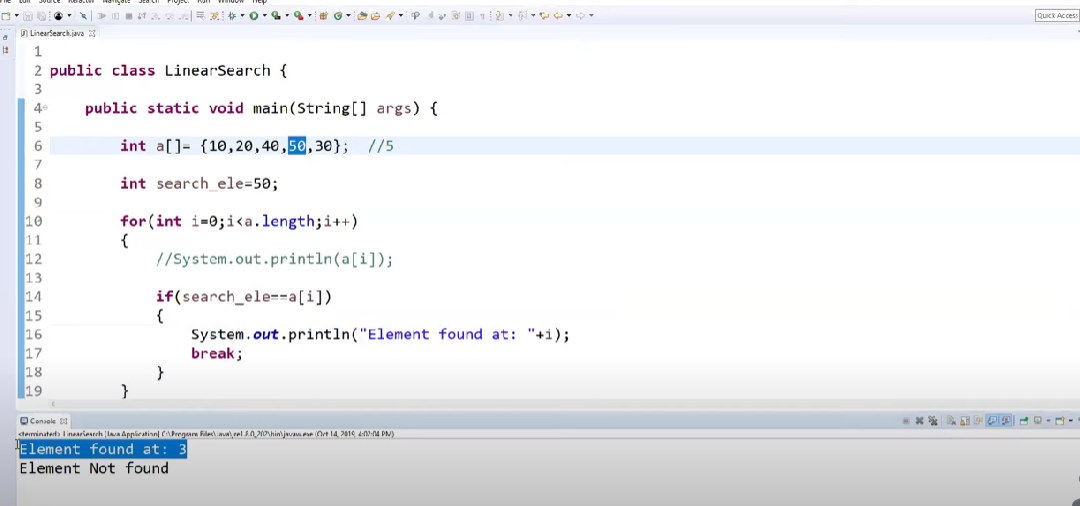 File Edit Source Refactor Navigate Search Project Run Window Help
Quick Access
LinearSearch.java
1
2 public class LinearSearch {
3
4 public static void main(String[] args) {
5
6 int a[]= {10,20,40,50,30}; //5
7
8 int search_ele=50;
9
10 for(int i=0;i<a.length;i++)
11 {
12 //System.out.println(a[i]);
13
14 if(search_ele==a[i])
15 {
16 System.out.println("Element found at: "+i);
17 break;
18 }
19 }
Console
<terminated> LinearSearch [Java Application] C:\Program Files\Java\jre1.8.0_202\bin\javaw.exe (Oct 14, 2019, 4:02:04 PM)
Element found at: 3
Element Not found